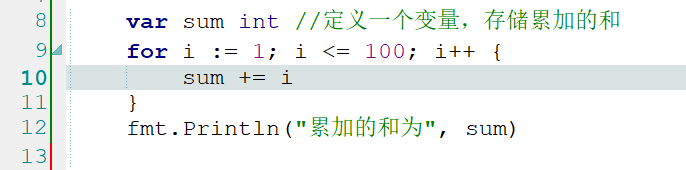 8 var sum int //定义一个变量，存储累加的和
9 for i := 1; i <= 100; i++ {
10 sum += i
11 }
12 fmt.Println("累加的和为", sum)
13